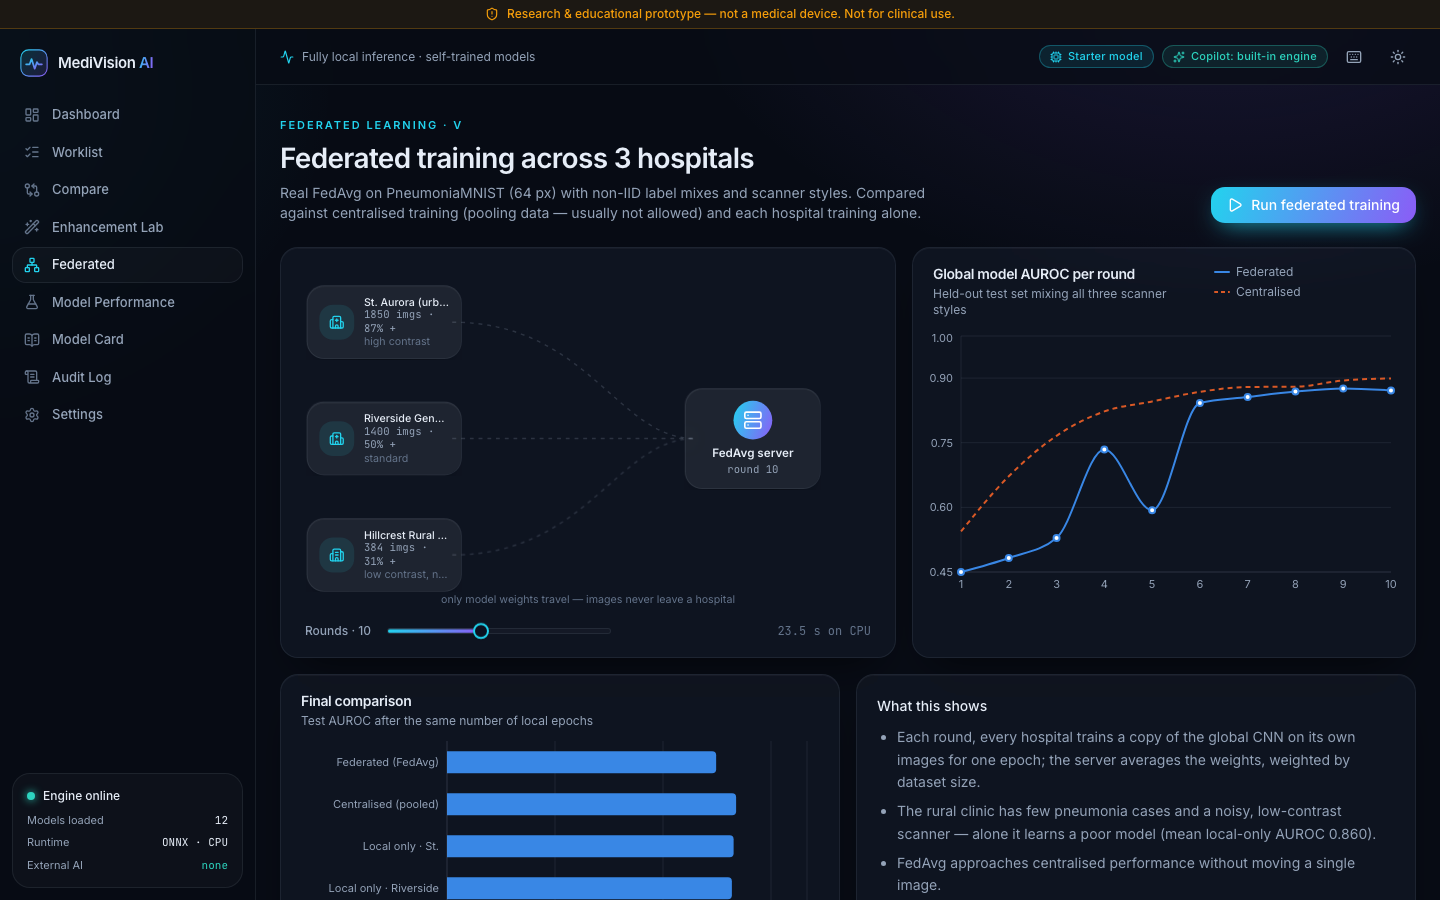 Research & educational prototype — not a medical device. Not for clinical use.
MediVision AI
Fully local inference · self-trained models
Starter model
Copilot: built-in engine
Dashboard
Worklist
Compare
Enhancement Lab
Federated
Model Performance
Model Card
Audit Log
Settings
Engine online
Models loaded 12
Runtime ONNX · CPU
External AI none
FEDERATED LEARNING · V
Federated training across 3 hospitals
Real FedAvg on PneumoniaMNIST (64 px) with non-IID label mixes and scanner styles. Compared
against centralised training (pooling data — usually not allowed) and each hospital training alone.
Run federated training
St. Aurora (urb...
1850 imgs ·
87% +
high contrast
Riverside Gen...
1400 imgs ·
50% +
standard
Hillcrest Rural ...
384 imgs ·
31% +
low contrast, n...
FedAvg server
round 10
only model weights travel — images never leave a hospital
Rounds · 10
23.5 s on CPU
Global model AUROC per round
Held-out test set mixing all three scanner
styles
Federated
Centralised
1.00
0.90
0.75
0.60
0.45
1 2 3 4 5 6 7 8 9 10
Final comparison
Test AUROC after the same number of local epochs
Federated (FedAvg)
Centralised (pooled)
Local only · St.
Local only · Riverside
What this shows
• Each round, every hospital trains a copy of the global CNN on its own
images for one epoch; the server averages the weights, weighted by
dataset size.
• The rural clinic has few pneumonia cases and a noisy, low-contrast
scanner — alone it learns a poor model (mean local-only AUROC 0.860).
• FedAvg approaches centralised performance without moving a single
image.